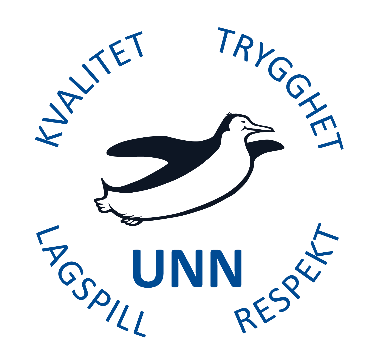 KVALITET
TRYGGHET
UNN
LAGSPILL
RESPEKT